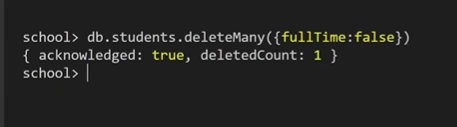 school> db.students.deleteMany({fullTime:false})
{ acknowledged: true, deletedCount: 1 }
school>